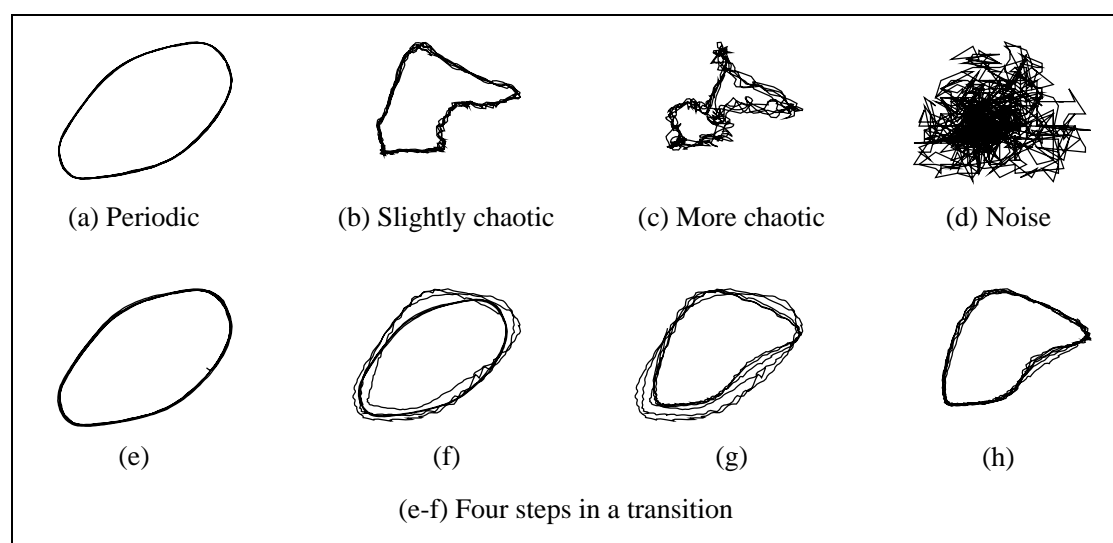 (a) Periodic (b) Slightly chaotic (c) More chaotic (d) Noise
(e) (f) (g) (h)
(e-f) Four steps in a transition